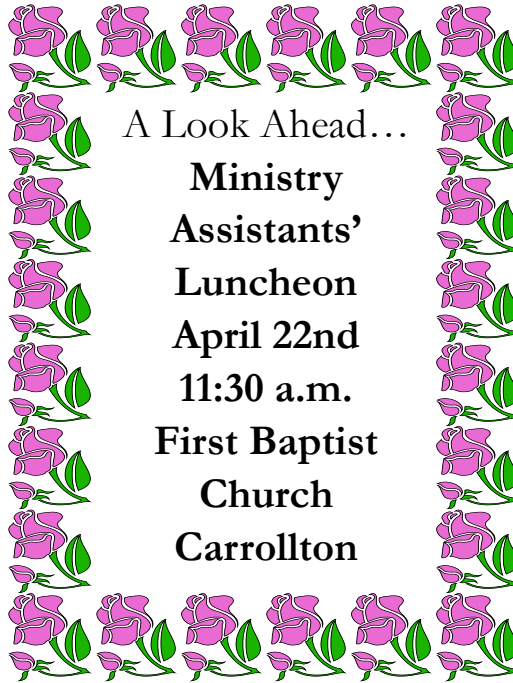 A Look Ahead…
Ministry
Assistants’
Luncheon
April 22nd
11:30 a.m.
First Baptist
Church
Carrollton